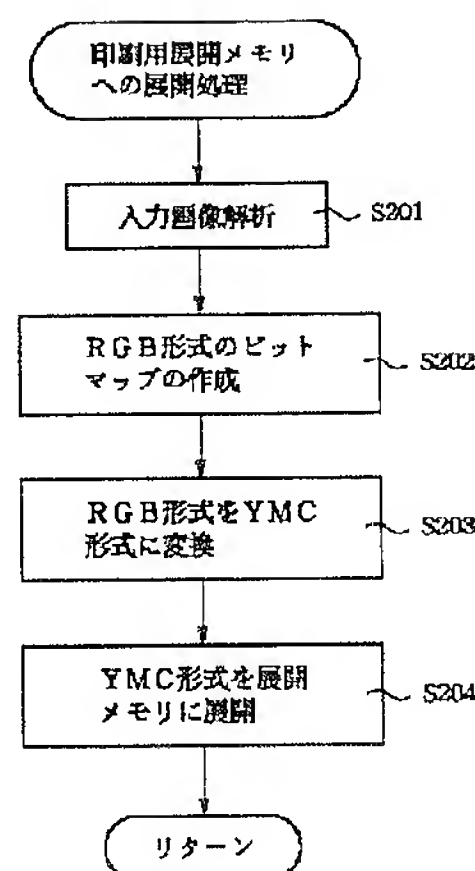 印刷用展開メモリ
への展開処理
入力画像解析
S201
RGB形式のビット
マップの作成
S202
RGB形式をYMC
形式に変換
S203
YMC形式を展開
メモリに展開
S204
リターン